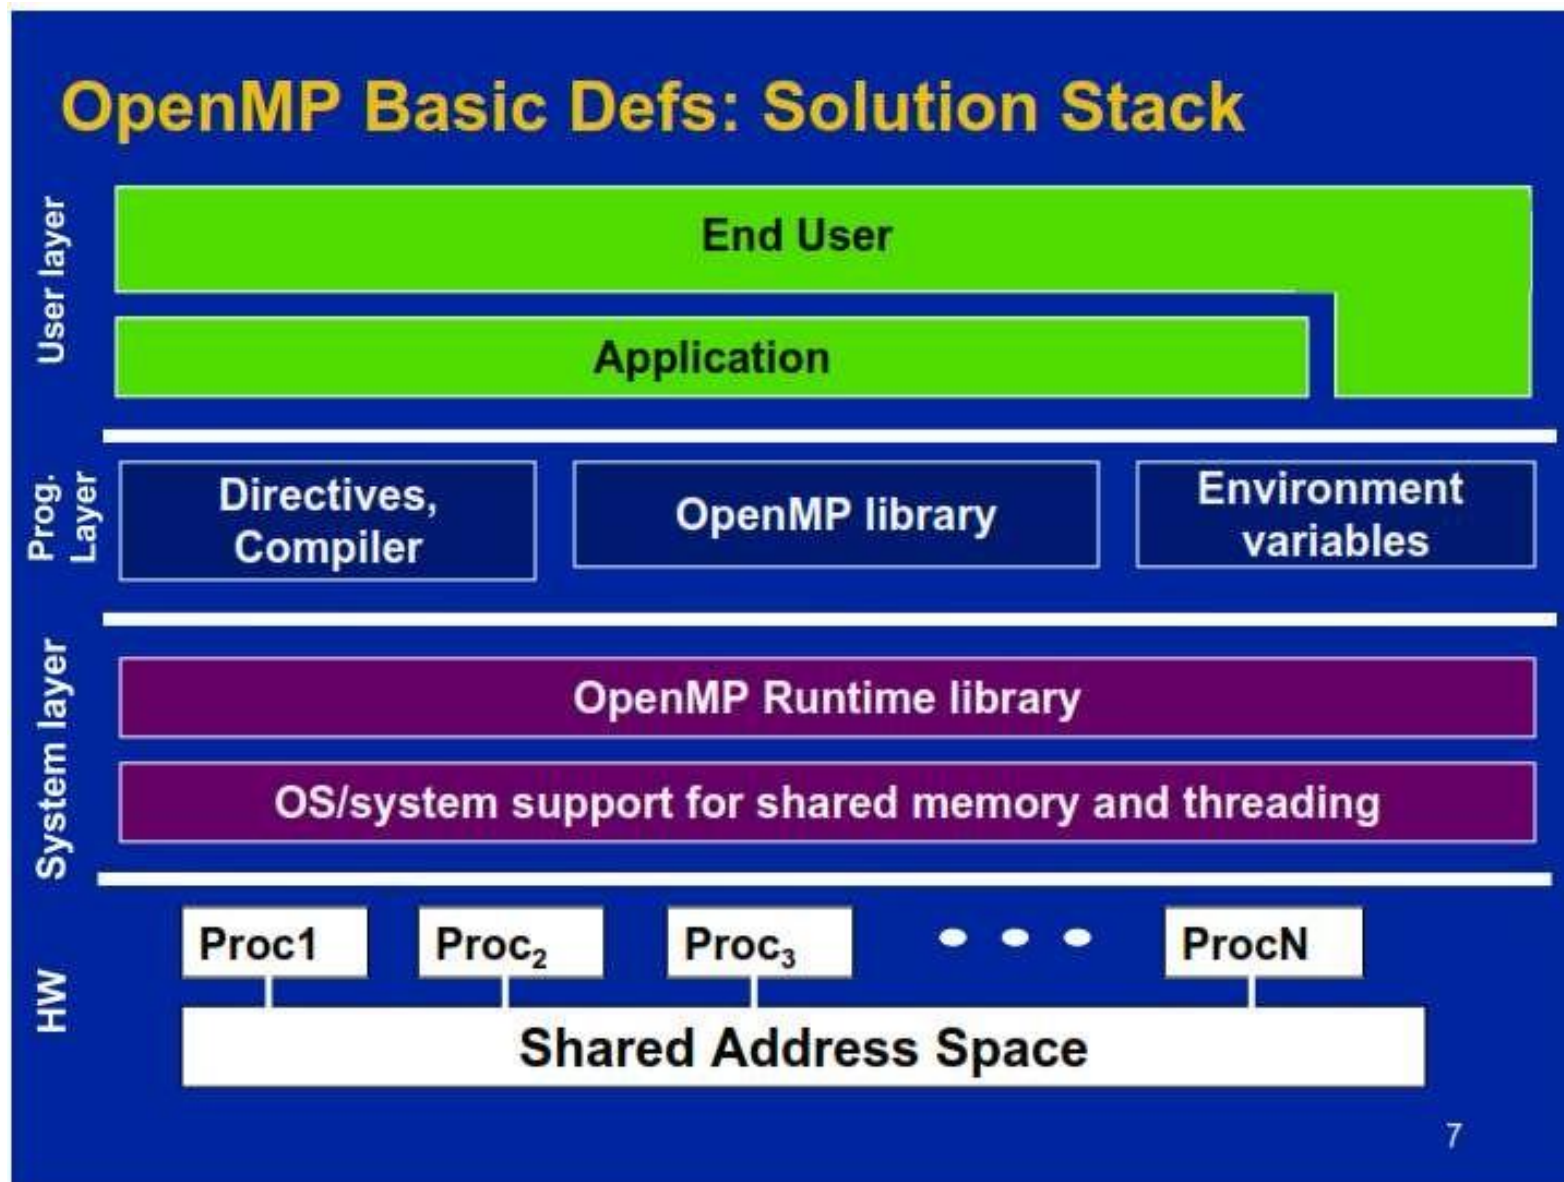 OpenMP Basic Defs: Solution Stack
User layer
End User
Application
Prog.
Layer
Directives,
Compiler
OpenMP library
Environment
variables
System layer
OpenMP Runtime library
OS/system support for shared memory and threading
HW
Proc1
Proc₂
Proc₃
• • •
ProcN
Shared Address Space
7